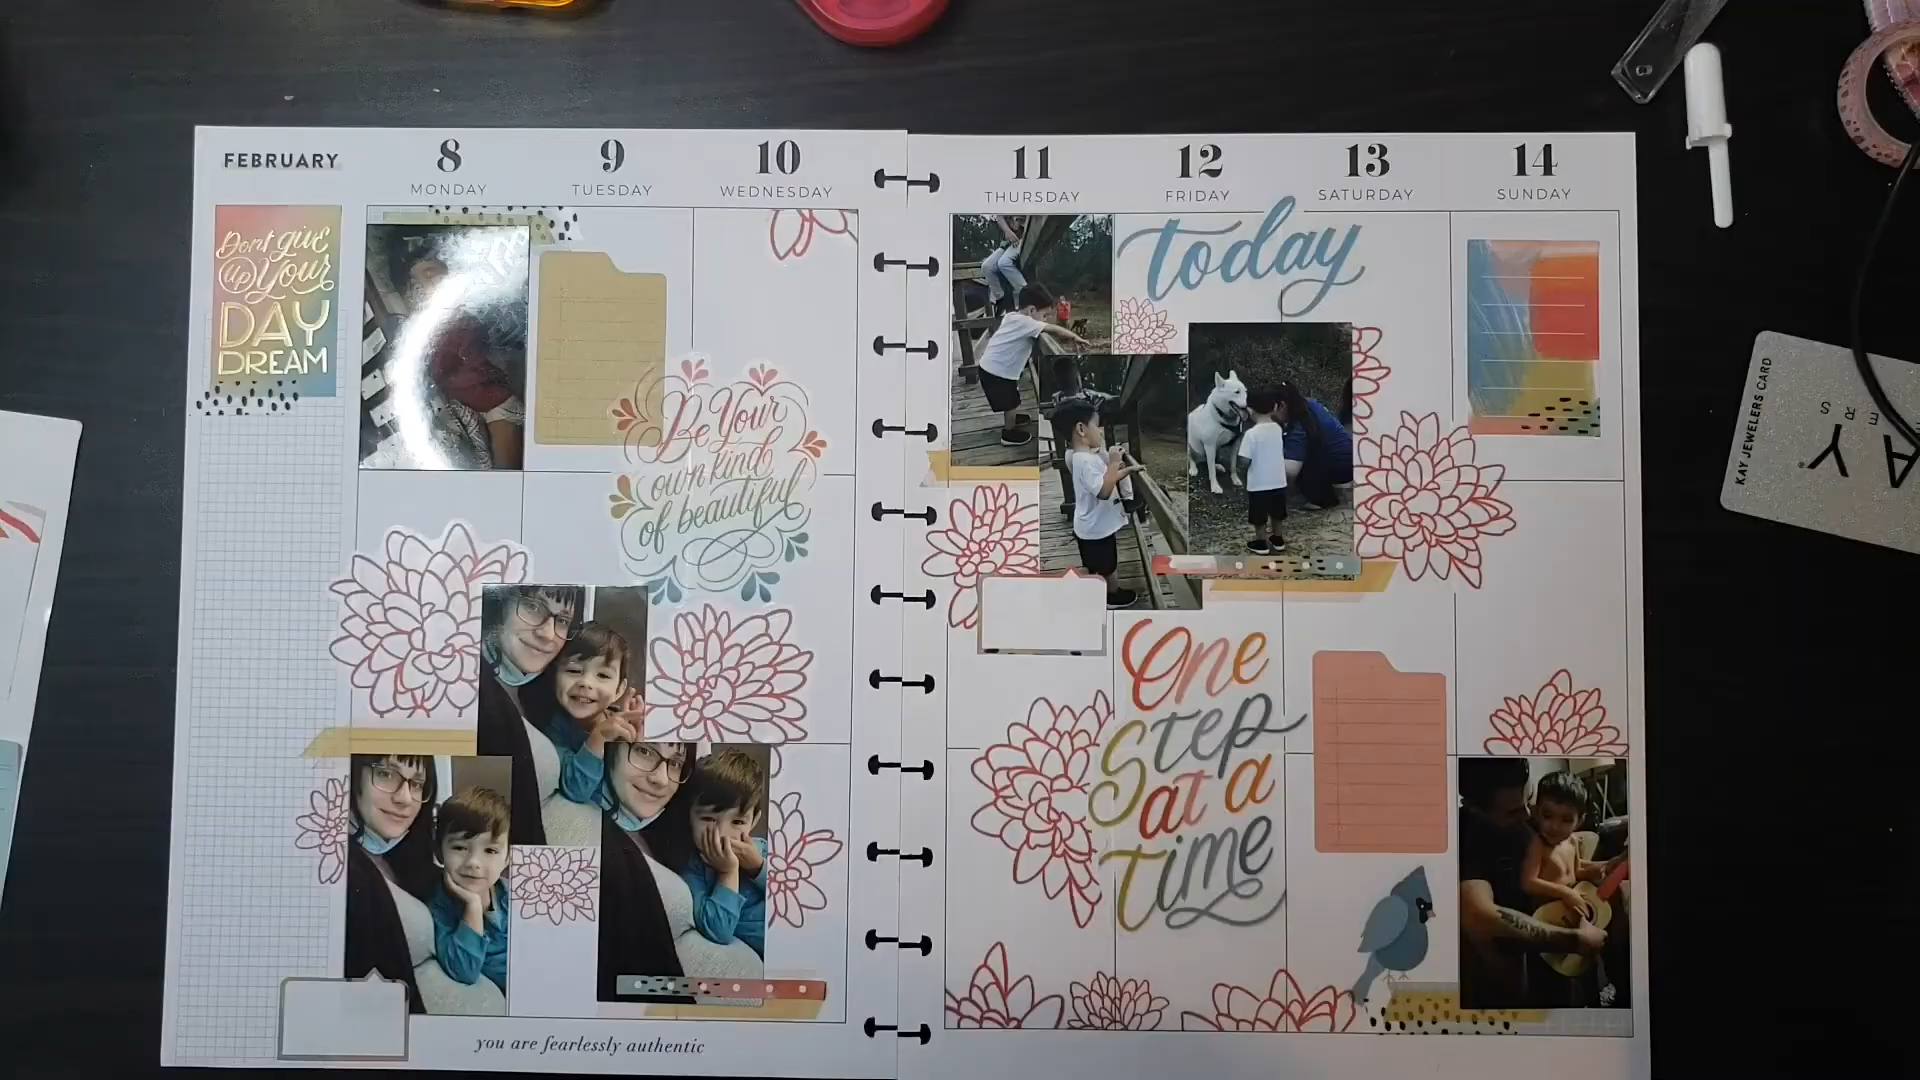 FEBRUARY
8
MONDAY
9
TUESDAY
10
WEDNESDAY
11
THURSDAY
12
FRIDAY
13
SATURDAY
14
SUNDAY
Don't give
up Your
DAY
DREAM
Be Your
own kind
of beautiful
you are fearlessly authentic
today
One
Step
at a
time
KAY JEWELERS CARD